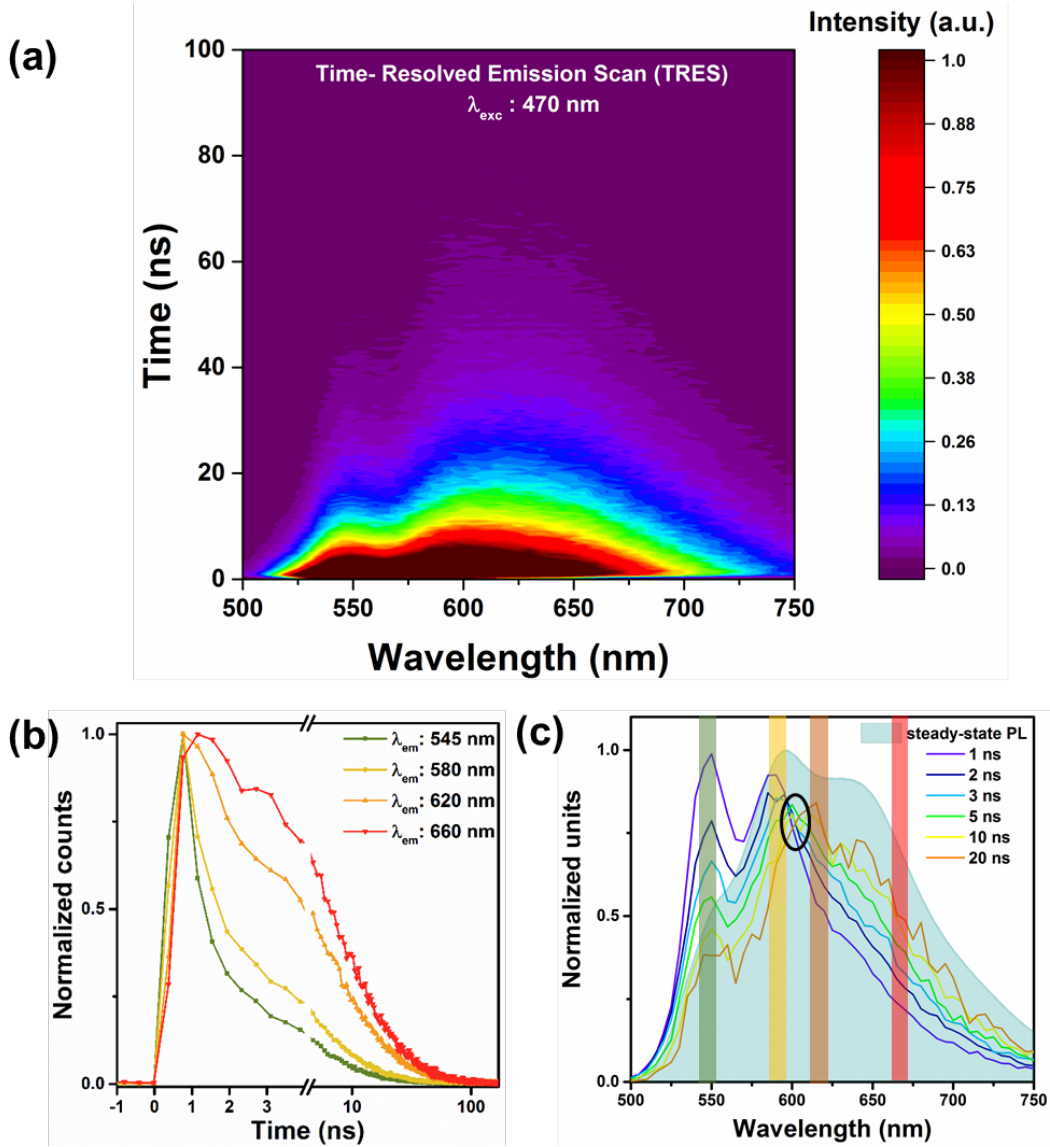 (a)
Intensity (a.u.)
Time- Resolved Emission Scan (TRES)
λexc : 470 nm
100
80
60
40
20
0
Time (ns)
500 550 600 650 700 750
Wavelength (nm)
1.0
0.88
0.75
0.63
0.50
0.38
0.26
0.13
0.0
(b)
λem: 545 nm
λem: 580 nm
λem: 620 nm
λem: 660 nm
1.0
0.5
0.0
Normalized counts
-1 0 1 2 3 10 100
Time (ns)
(c)
steady-state PL
1 ns
2 ns
3 ns
5 ns
10 ns
20 ns
1.0
0.5
0.0
Normalized units
500 550 600 650 700 750
Wavelength (nm)